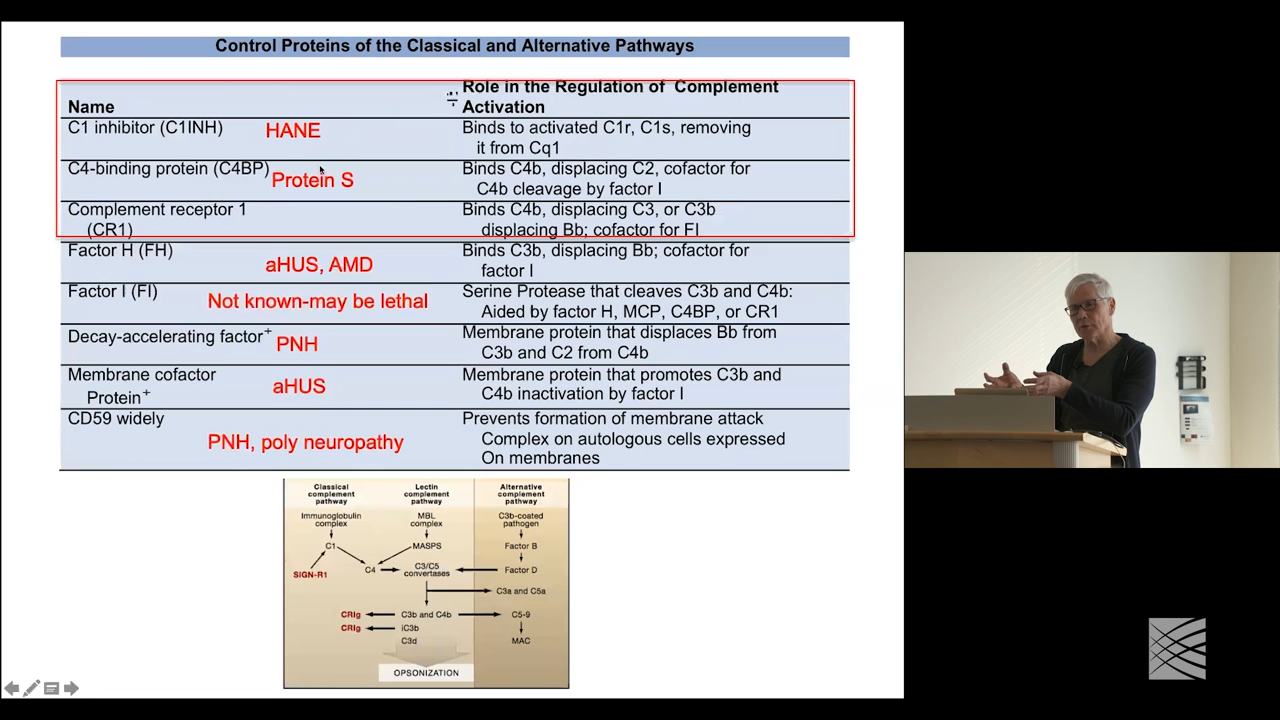 Control Proteins of the Classical and Alternative Pathways
Name
Role in the Regulation of Complement
Activation
C1 inhibitor (C1INH)
HANE
Binds to activated C1r, C1s, removing
it from Cq1
C4-binding protein (C4BP)
Protein S
Binds C4b, displacing C2, cofactor for
C4b cleavage by factor I
Complement receptor 1
(CR1)
Binds C4b, displacing C3, or C3b
displacing Bb; cofactor for FI
Factor H (FH)
aHUS, AMD
Binds C3b, displacing Bb; cofactor for
factor I
Factor I (FI)
Not known-may be lethal
Serine Protease that cleaves C3b and C4b:
Aided by factor H, MCP, C4BP, or CR1
Decay-accelerating factor+
PNH
Membrane protein that displaces Bb from
C3b and C2 from C4b
Membrane cofactor
Protein+
aHUS
Membrane protein that promotes C3b and
C4b inactivation by factor I
CD59 widely
PNH, poly neuropathy
Prevents formation of membrane attack
Complex on autologous cells expressed
On membranes
Classical
complement
pathway
Lectin
complement
pathway
Alternative
complement
pathway
Immunoglobulin
complex
MBL
complex
C3b-coated
pathogen
C1
MASPS
Factor B
SIGN-R1
C4
C3/C5
convertases
Factor D
C3a and C5a
CRIg
C3b and C4b
C5-9
CRIg
iC3b
C3d
MAC
OPSONIZATION